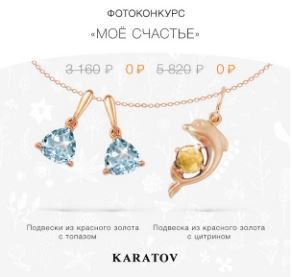 ФОТОКОНКУРС
«МОЁ СЧАСТЬЕ»
3 160 ₽ 0 ₽ 5 820 ₽ 0 ₽
Подвески из красного золота
с топазом
Подвеска из красного золота
с цитрином
KARATOV